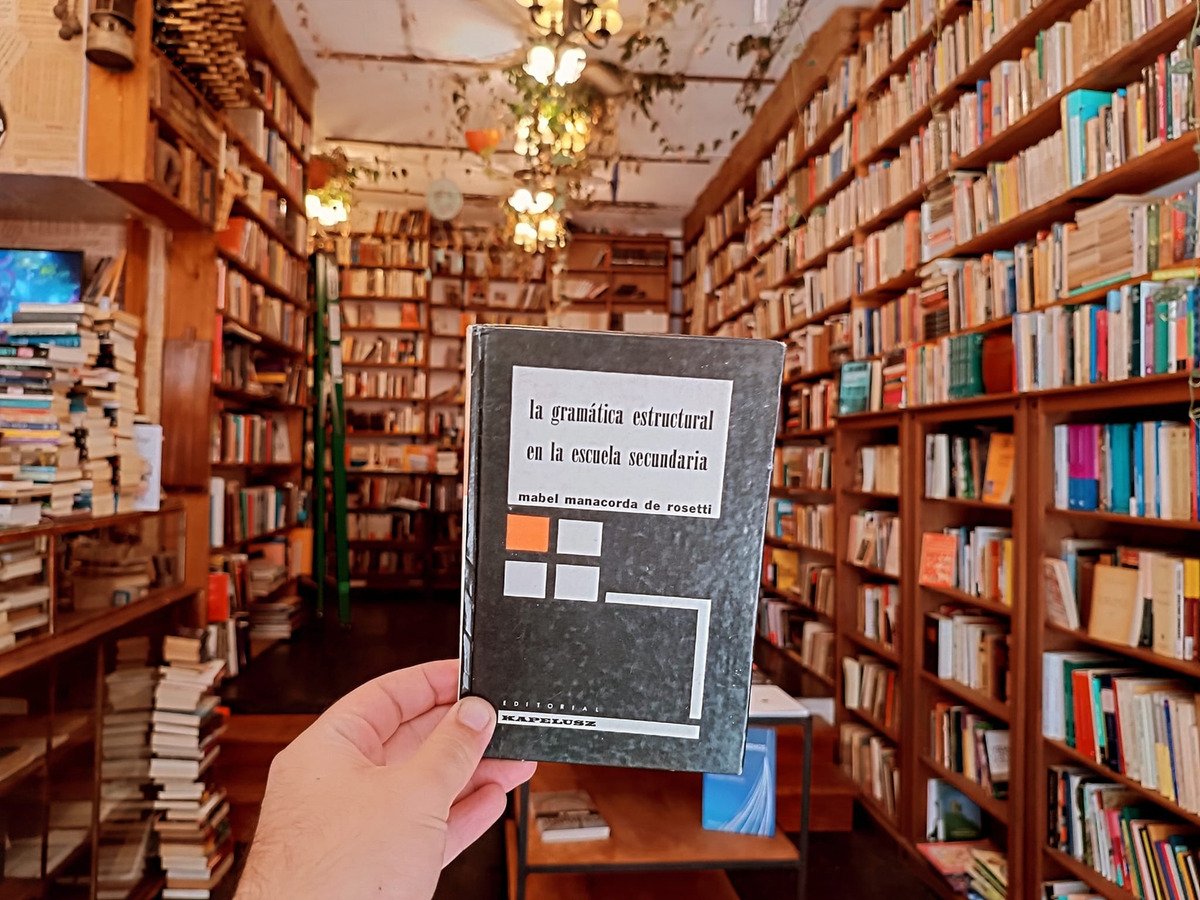 la gramática estructural
en la escuela secundaria
mabel manacorda de rosetti
EDITORIAL
KAPELUSZ